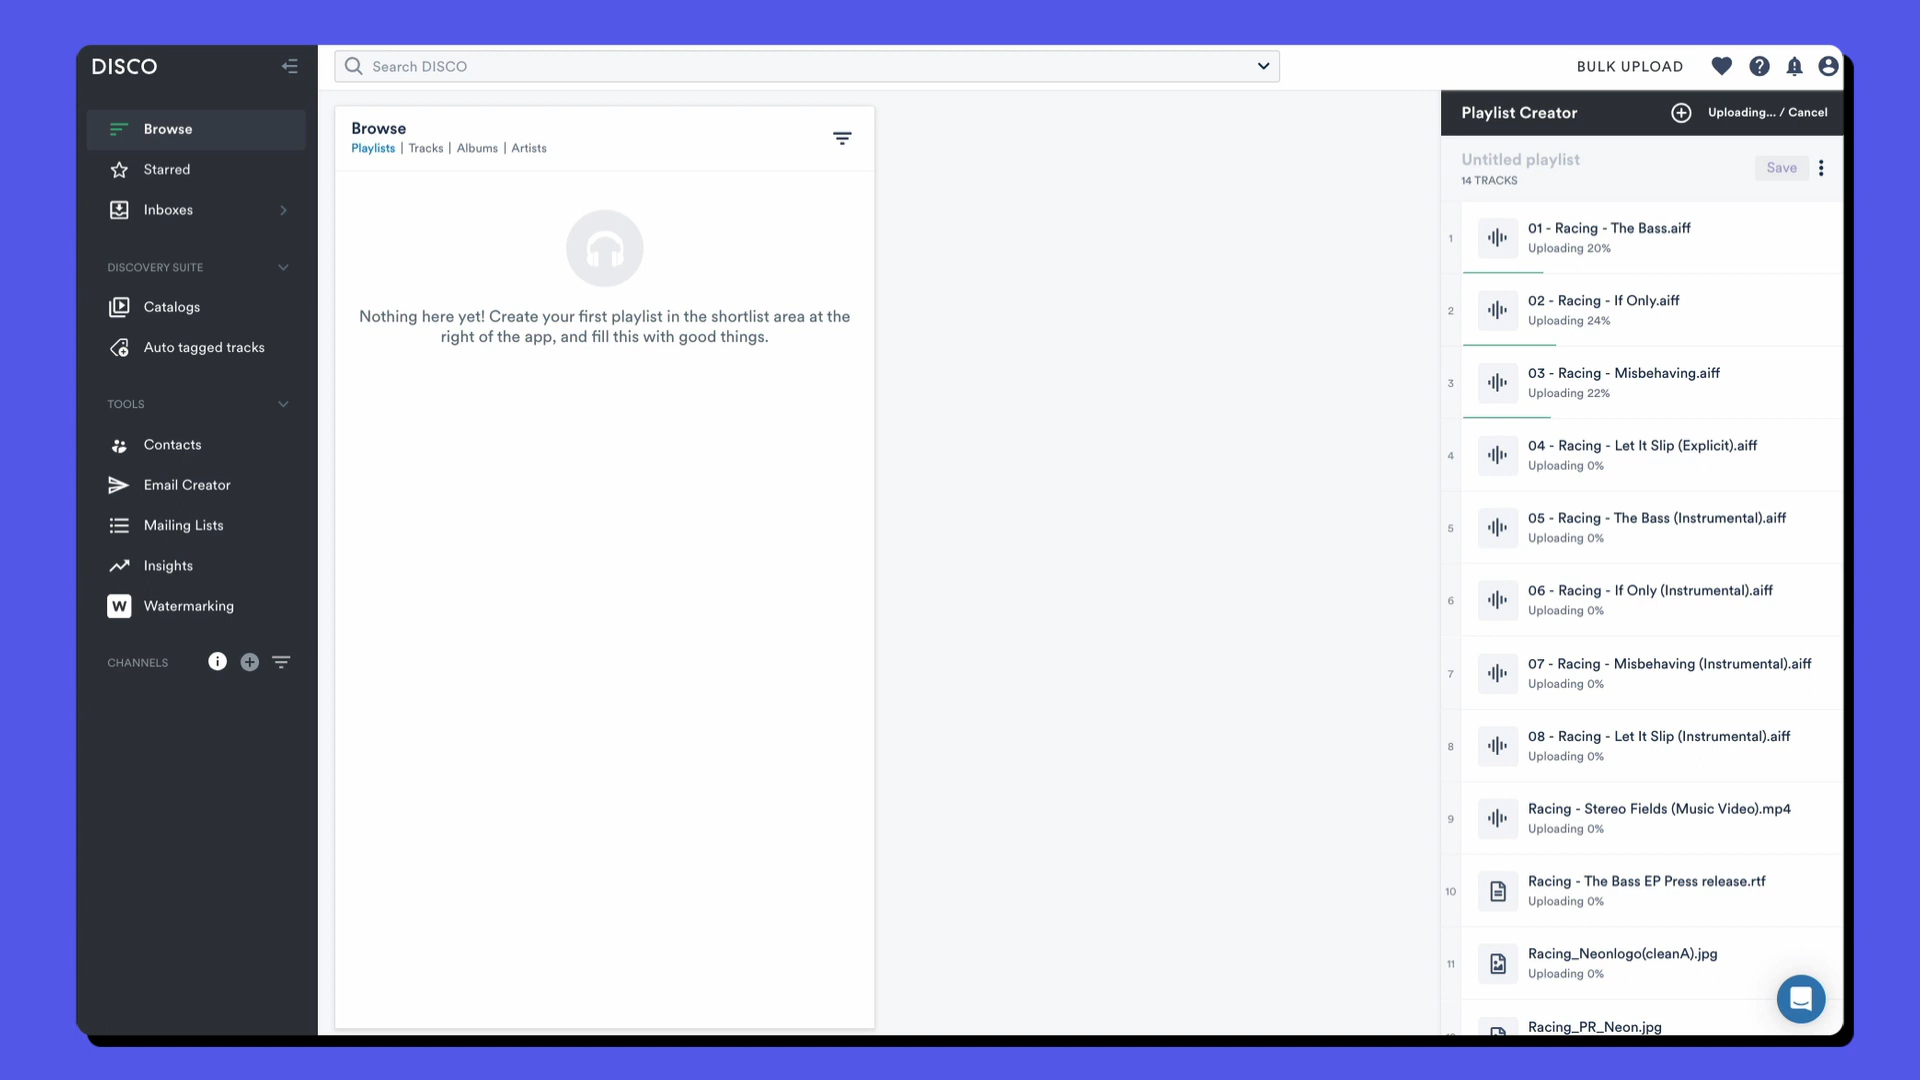 DISCO
Search DISCO
BULK UPLOAD
Browse
Starred
Inboxes
DISCOVERY SUITE
Catalogs
Auto tagged tracks
TOOLS
Contacts
Email Creator
Mailing Lists
Insights
W Watermarking
CHANNELS
Browse
Playlists | Tracks | Albums | Artists
Nothing here yet! Create your first playlist in the shortlist area at the
right of the app, and fill this with good things.
Playlist Creator
Uploading... / Cancel
Untitled playlist
14 TRACKS
Save
1
01 - Racing - The Bass.aiff
Uploading 20%
2
02 - Racing - If Only.aiff
Uploading 24%
3
03 - Racing - Misbehaving.aiff
Uploading 22%
4
04 - Racing - Let It Slip (Explicit).aiff
Uploading 0%
5
05 - Racing - The Bass (Instrumental).aiff
Uploading 0%
6
06 - Racing - If Only (Instrumental).aiff
Uploading 0%
7
07 - Racing - Misbehaving (Instrumental).aiff
Uploading 0%
8
08 - Racing - Let It Slip (Instrumental).aiff
Uploading 0%
9
Racing - Stereo Fields (Music Video).mp4
Uploading 0%
10
Racing - The Bass EP Press release.rtf
Uploading 0%
11
Racing_Neonlogo(cleanA).jpg
Uploading 0%
Racing_PR_Neon.jpg